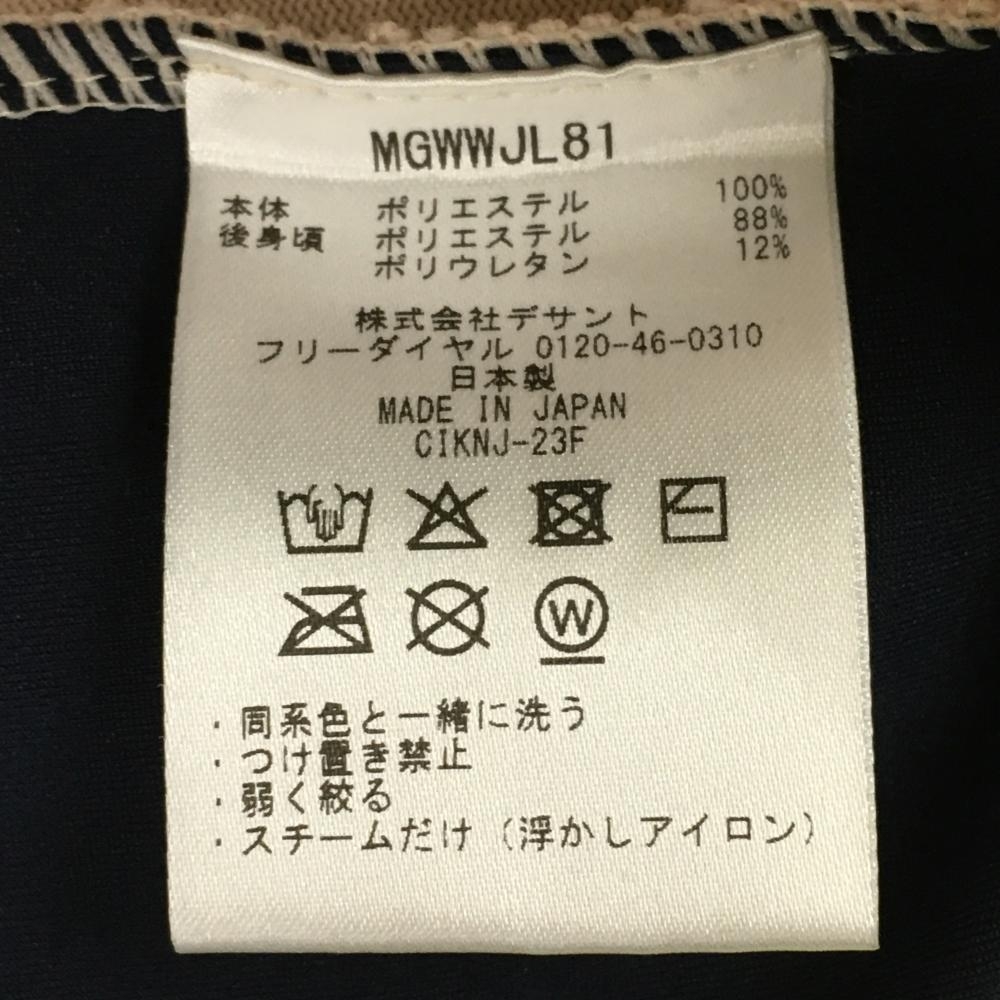 MGWWJL81
本体 ポリエステル 100%
後身頃 ポリエステル 88%
ポリウレタン 12%
株式会社デサント
フリーダイヤル 0120-46-0310
日本製
MADE IN JAPAN
CIKNJ-23F
W
・同系色と一緒に洗う
・つけ置き禁止
・弱く絞る
・スチームだけ(浮かしアイロン)